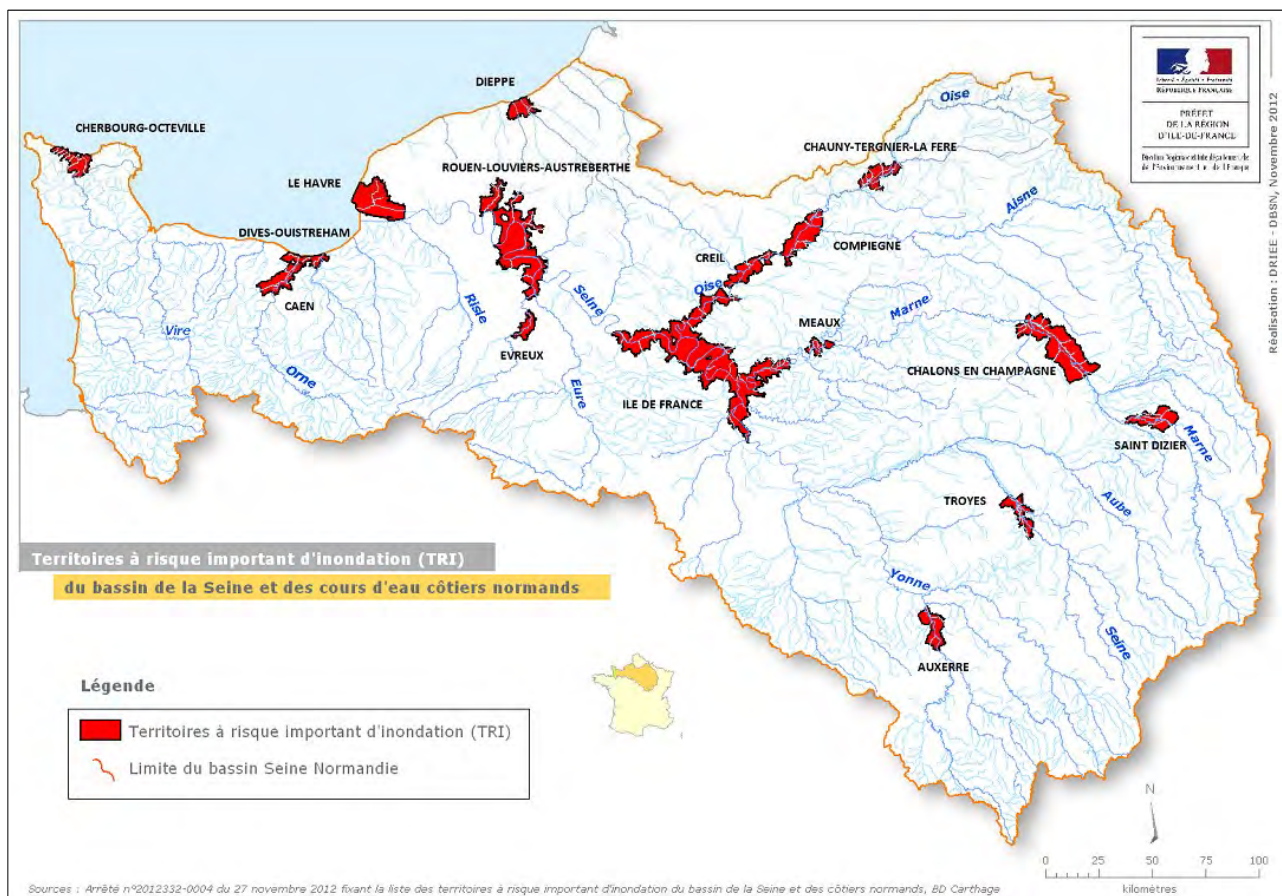 DIEPPE
CHERBOURG-OCTEVILLE
Oise
CHAUNY-TERGNIER-LA FERE
LE HAVRE
ROUEN-LOUVIERS-AUSTREBERTHE
Aisne
DIVES-OUISTREHAM
COMPIEGNE
CREIL
Oise
Seine
CAEN
Risle
MEAUX
Marne
Vire
EVREUX
CHALONS EN CHAMPAGNE
Orne
Eure
ILE DE FRANCE
Marne
SAINT DIZIER
TROYES
Aube
Yonne
Seine
AUXERRE
RÉPUBLIQUE FRANÇAISE
PRÉFET
DE LA RÉGION
D'ILE-DE-FRANCE
Réalisation : DRIEE - DBSN, Novembre 2012
Territoires à risque important d'inondation (TRI)
du bassin de la Seine et des cours d'eau côtiers normands
Légende
Territoires à risque important d'inondation (TRI)
Limite du bassin Seine Normandie
N
0 25 50 75 100
kilomètres
Sources : Arrêté n°2012332-0004 du 27 novembre 2012 fixant la liste des territoires à risque important d'inondation du bassin de la Seine et des côtiers normands, BD Carthage